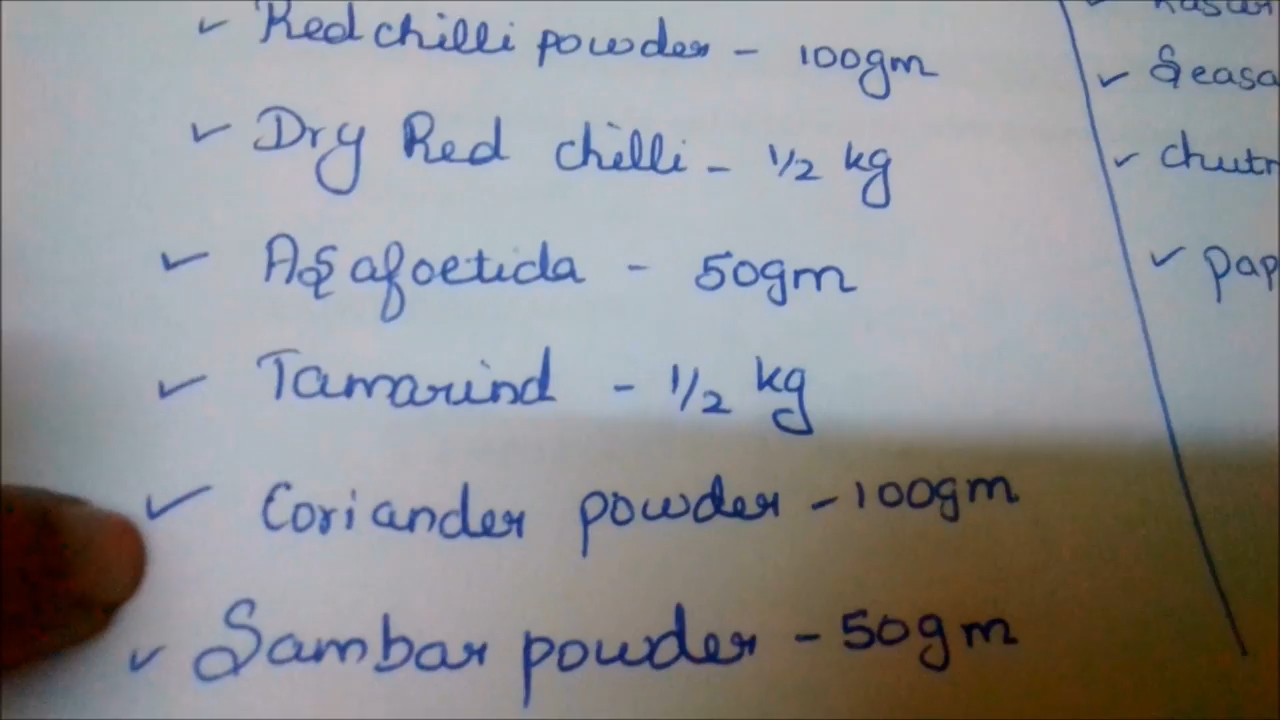 ✓ Red chilli powder - 100gm
✓ Dry Red chilli - 1/2 kg
✓ Asafoetida - 50gm
✓ Tamarind - 1/2 kg
✓ Coriander powder - 100gm
✓ Sambar powder - 50gm
✓
✓ Seasa
✓ chutn
✓ pap